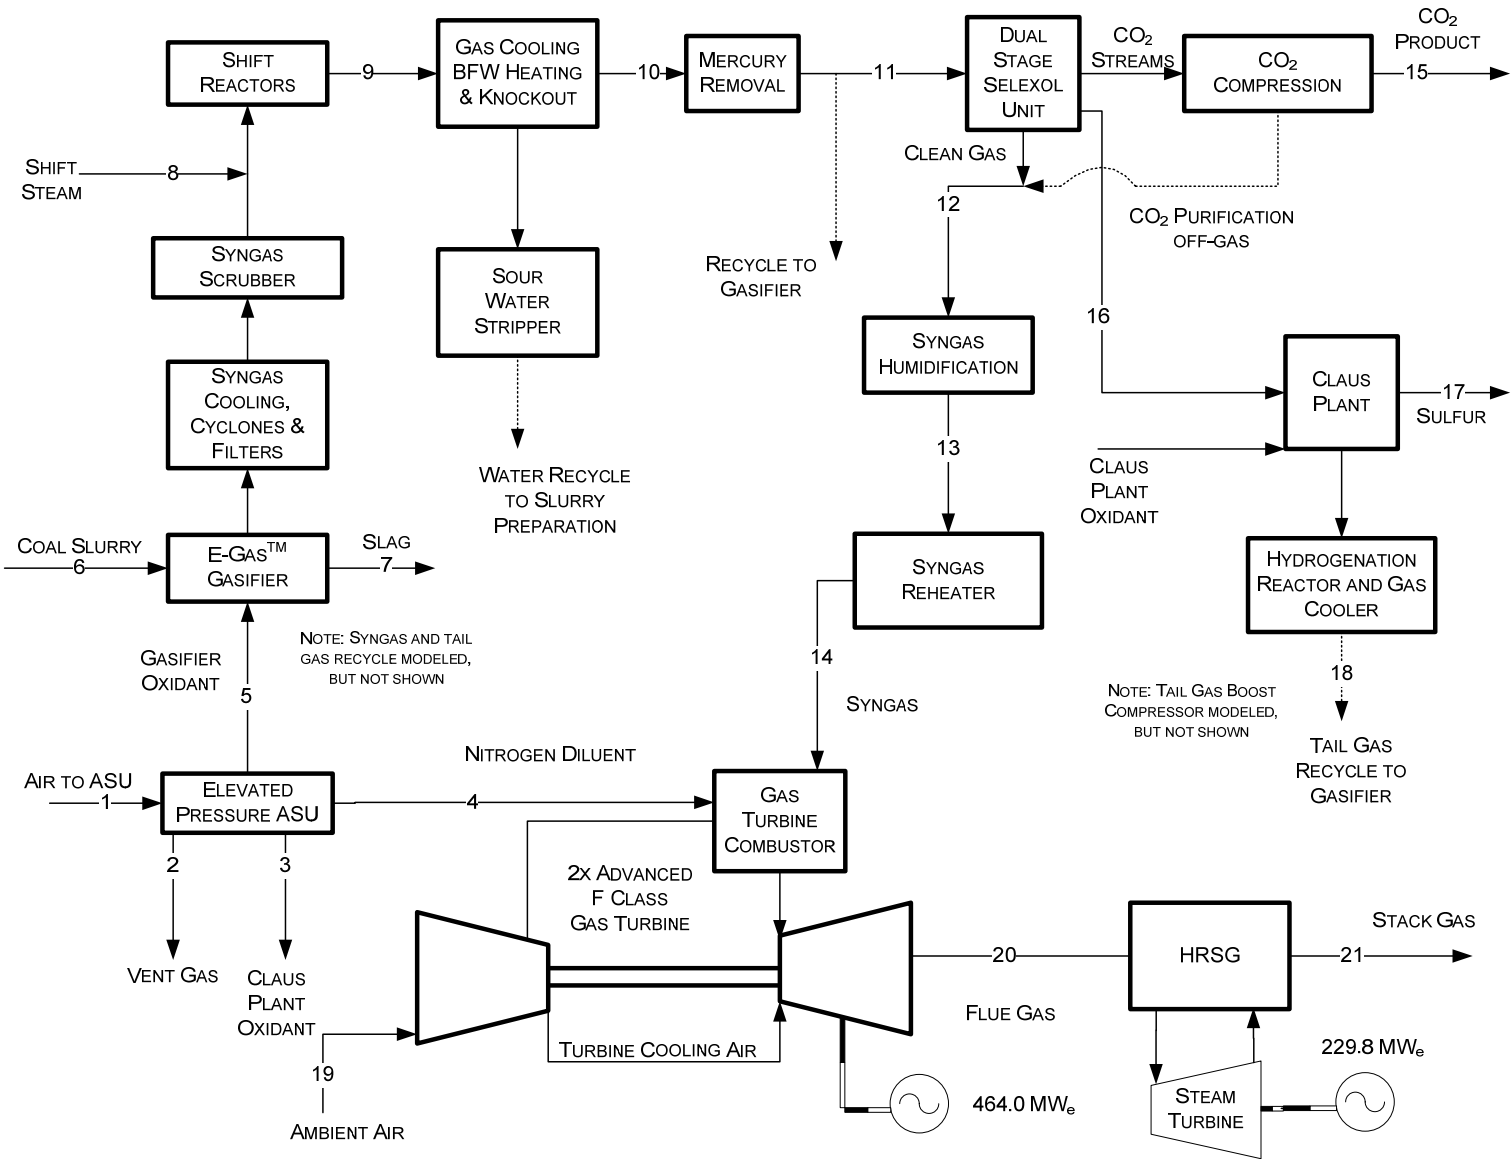 CO2
PRODUCT
15
SHIFT
REACTORS
9
GAS COOLING
BFW HEATING
& KNOCKOUT
10
MERCURY
REMOVAL
11
DUAL
STAGE
SELEXOL
UNIT
CO2
STREAMS
CO2
COMPRESSION
CLEAN GAS
SHIFT
STEAM
8
12
CO2 PURIFICATION
OFF-GAS
SYNGAS
SCRUBBER
SOUR
WATER
STRIPPER
RECYCLE TO
GASIFIER
SYNGAS
HUMIDIFICATION
16
SYNGAS
COOLING,
CYCLONES &
FILTERS
CLAUS
PLANT
17
SULFUR
13
WATER RECYCLE
TO SLURRY
PREPARATION
CLAUS
PLANT
OXIDANT
COAL SLURRY
6
E-GAS™
GASIFIER
SLAG
7
SYNGAS
REHEATER
HYDROGENATION
REACTOR AND GAS
COOLER
NOTE: SYNGAS AND TAIL
GAS RECYCLE MODELED,
BUT NOT SHOWN
GASIFIER
OXIDANT
5
14
SYNGAS
18
NOTE: TAIL GAS BOOST
COMPRESSOR MODELED,
BUT NOT SHOWN
TAIL GAS
RECYCLE TO
GASIFIER
NITROGEN DILUENT
AIR TO ASU
1
ELEVATED
PRESSURE ASU
4
GAS
TURBINE
COMBUSTOR
2
3
2X ADVANCED
F CLASS
GAS TURBINE
VENT GAS
CLAUS
PLANT
OXIDANT
20
FLUE GAS
HRSG
21
STACK GAS
TURBINE COOLING AIR
19
AMBIENT AIR
464.0 MWe
STEAM
TURBINE
229.8 MWe